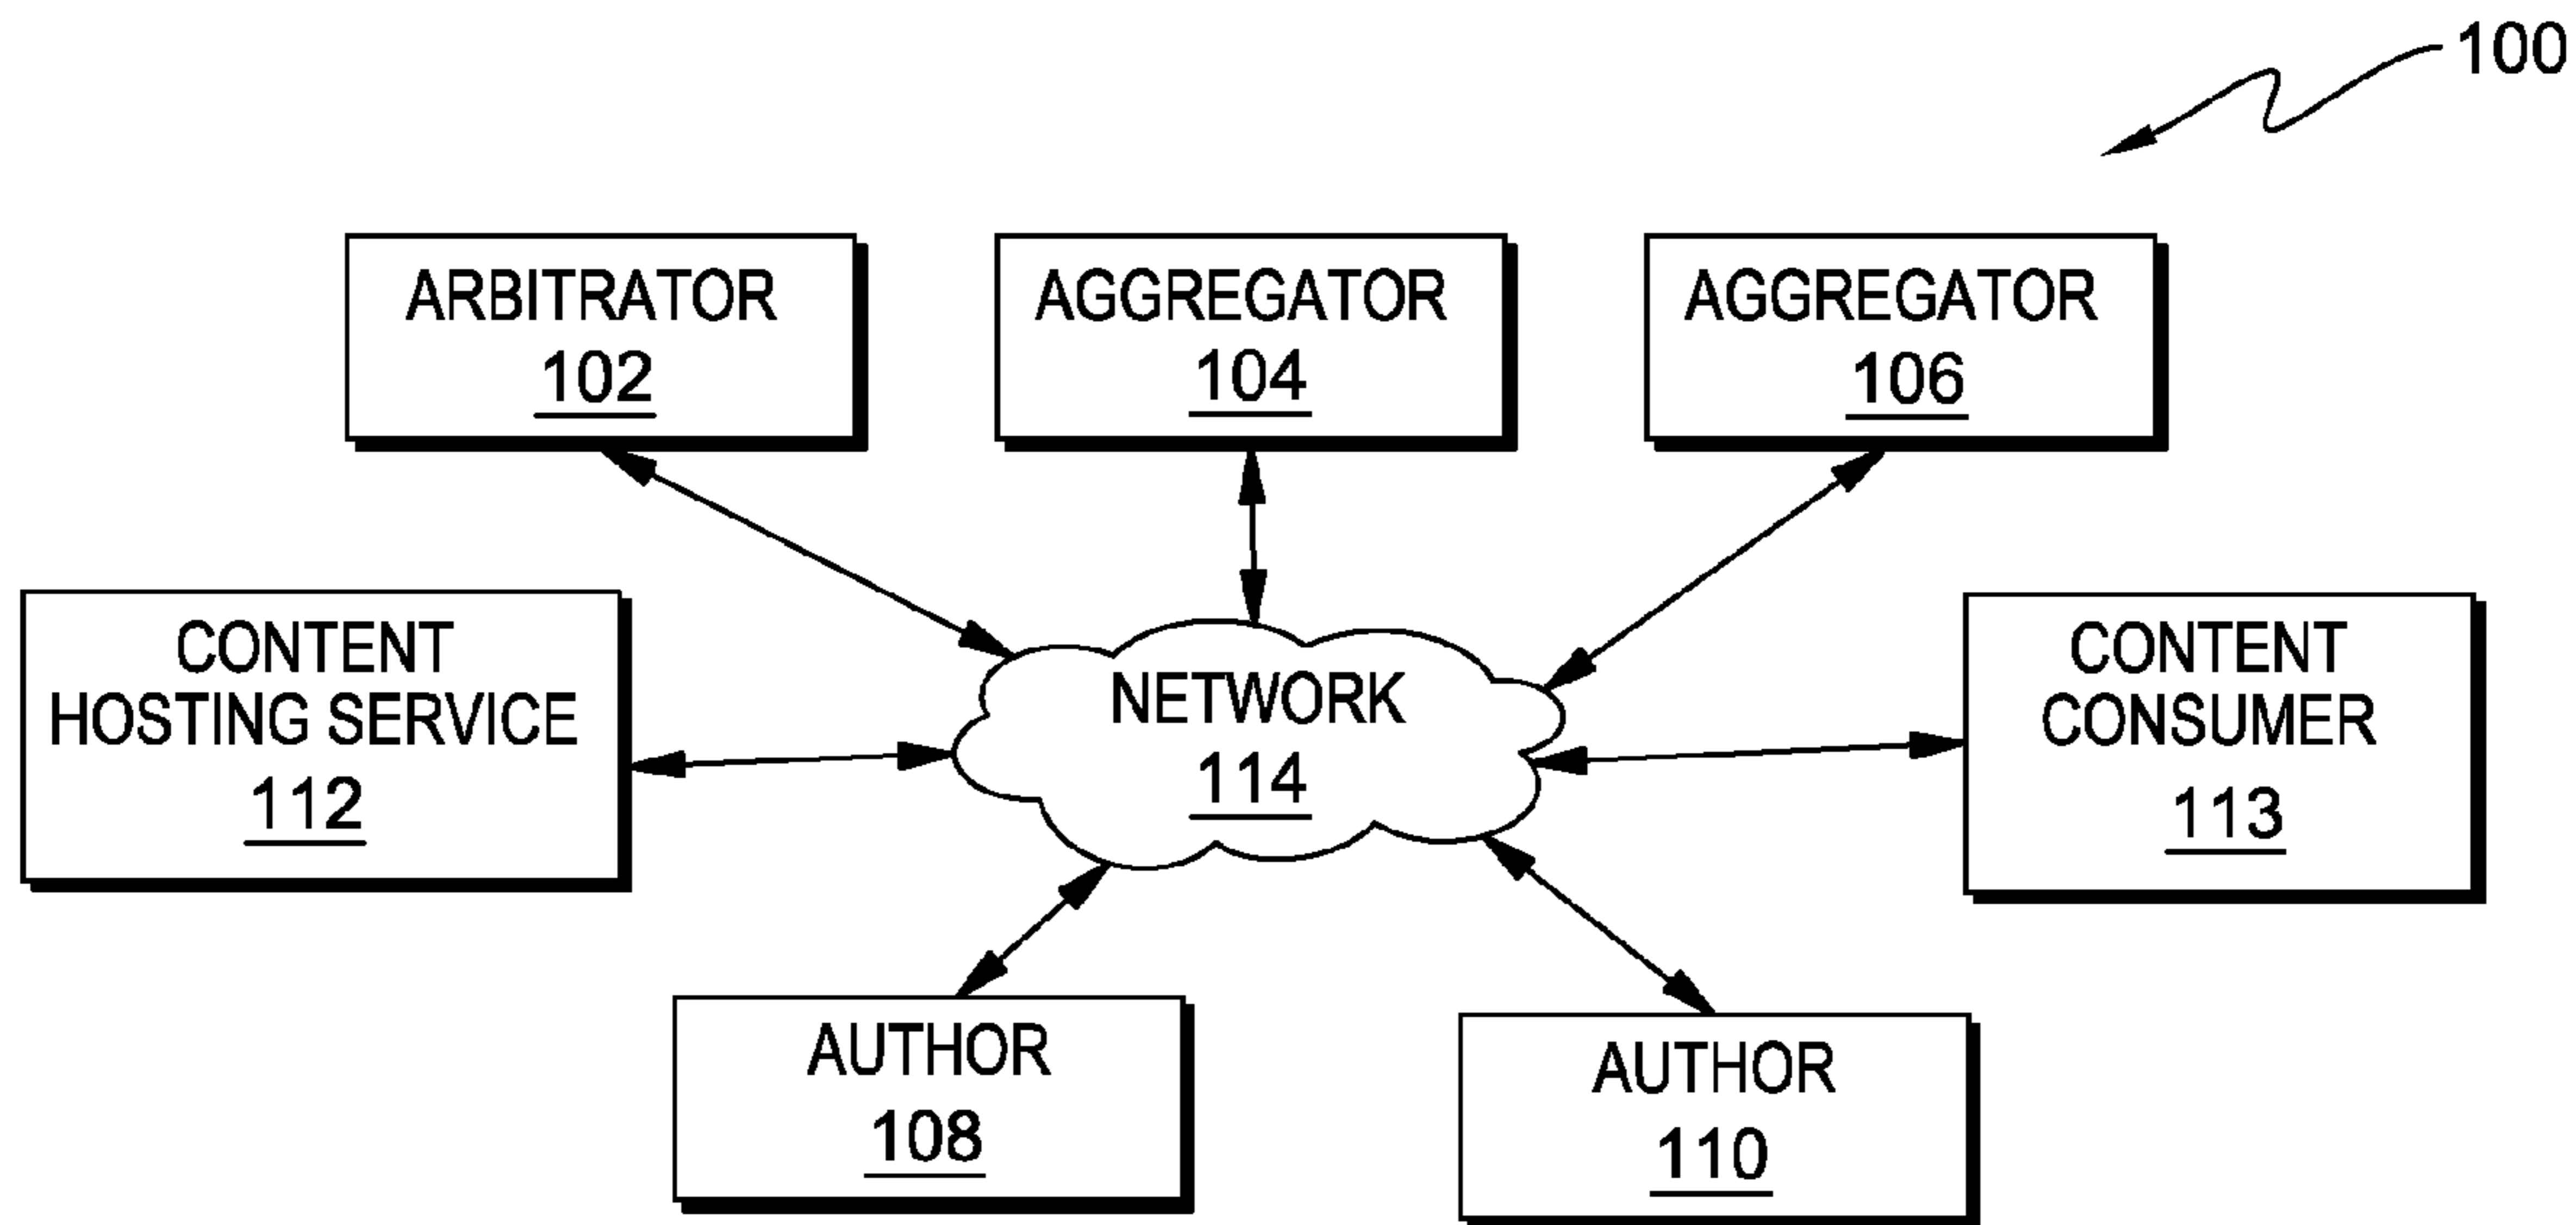 100
ARBITRATOR
102
AGGREGATOR
104
AGGREGATOR
106
CONTENT
HOSTING SERVICE
112
NETWORK
114
CONTENT
CONSUMER
113
AUTHOR
108
AUTHOR
110